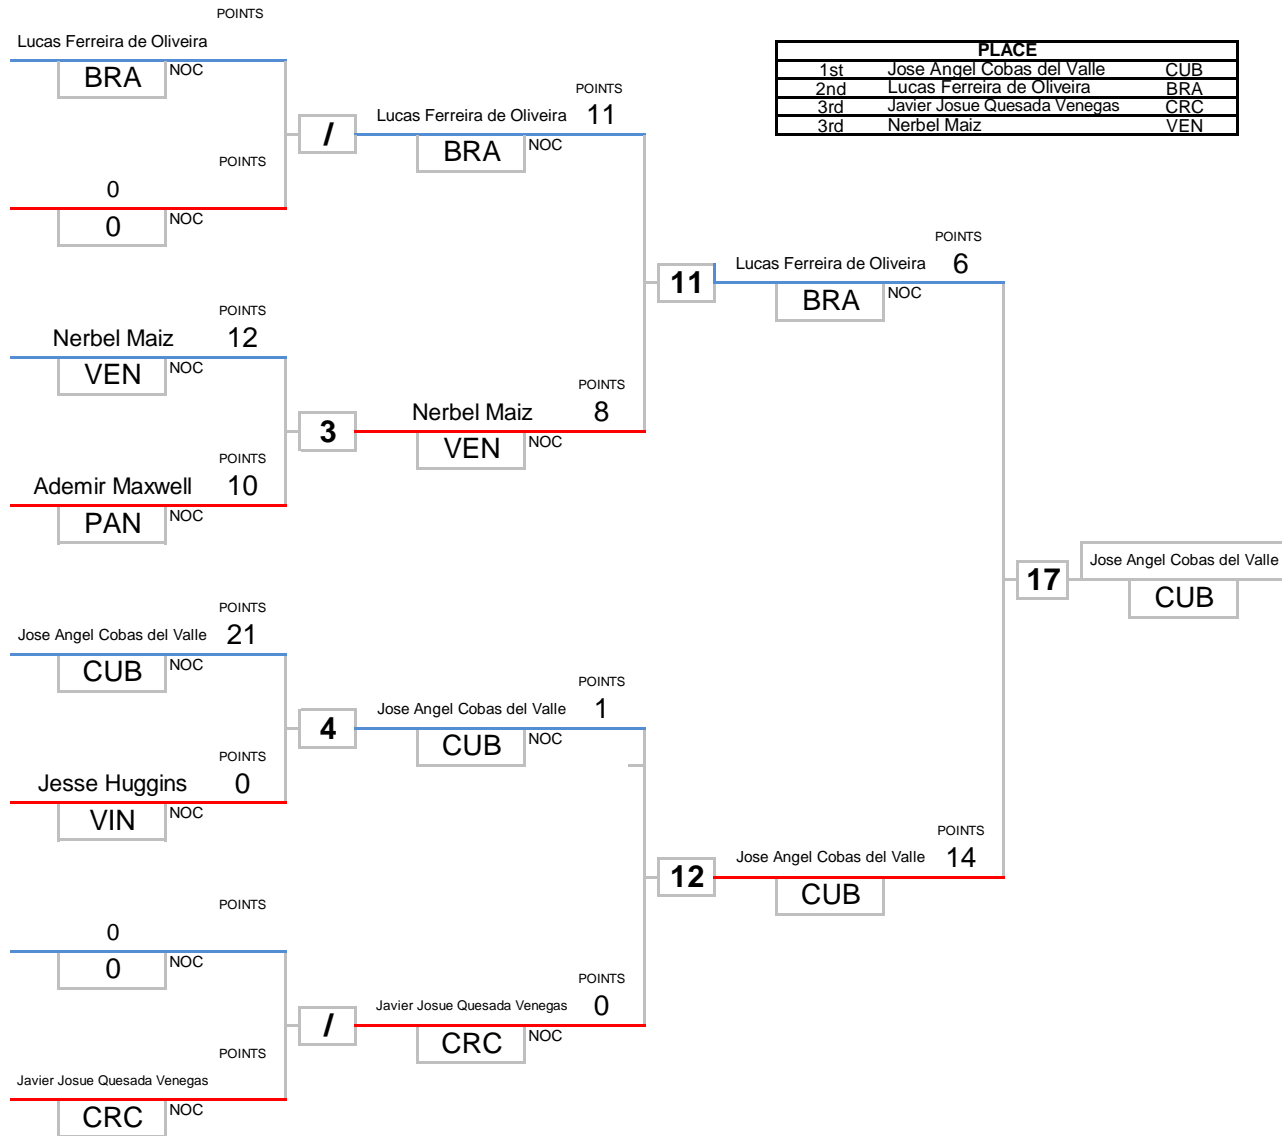 POINTS
Lucas Ferreira de Oliveira
BRA NOC
POINTS
0
0 NOC
/
POINTS
Nerbel Maiz 12
VEN NOC
POINTS
Ademir Maxwell 10
PAN NOC
3
POINTS
Jose Angel Cobas del Valle 21
CUB NOC
POINTS
Jesse Huggins 0
VIN NOC
4
POINTS
0
0 NOC
POINTS
Javier Josue Quesada Venegas
CRC NOC
/
POINTS
Lucas Ferreira de Oliveira 11
BRA NOC
POINTS
Nerbel Maiz 8
VEN NOC
11
POINTS
Jose Angel Cobas del Valle 1
CUB NOC
POINTS
Javier Josue Quesada Venegas 0
CRC NOC
12
POINTS
Lucas Ferreira de Oliveira 6
BRA NOC
POINTS
Jose Angel Cobas del Valle 14
CUB
17
Jose Angel Cobas del Valle
CUB
PLACE
1st Jose Angel Cobas del Valle CUB
2nd Lucas Ferreira de Oliveira BRA
3rd Javier Josue Quesada Venegas CRC
3rd Nerbel Maiz VEN